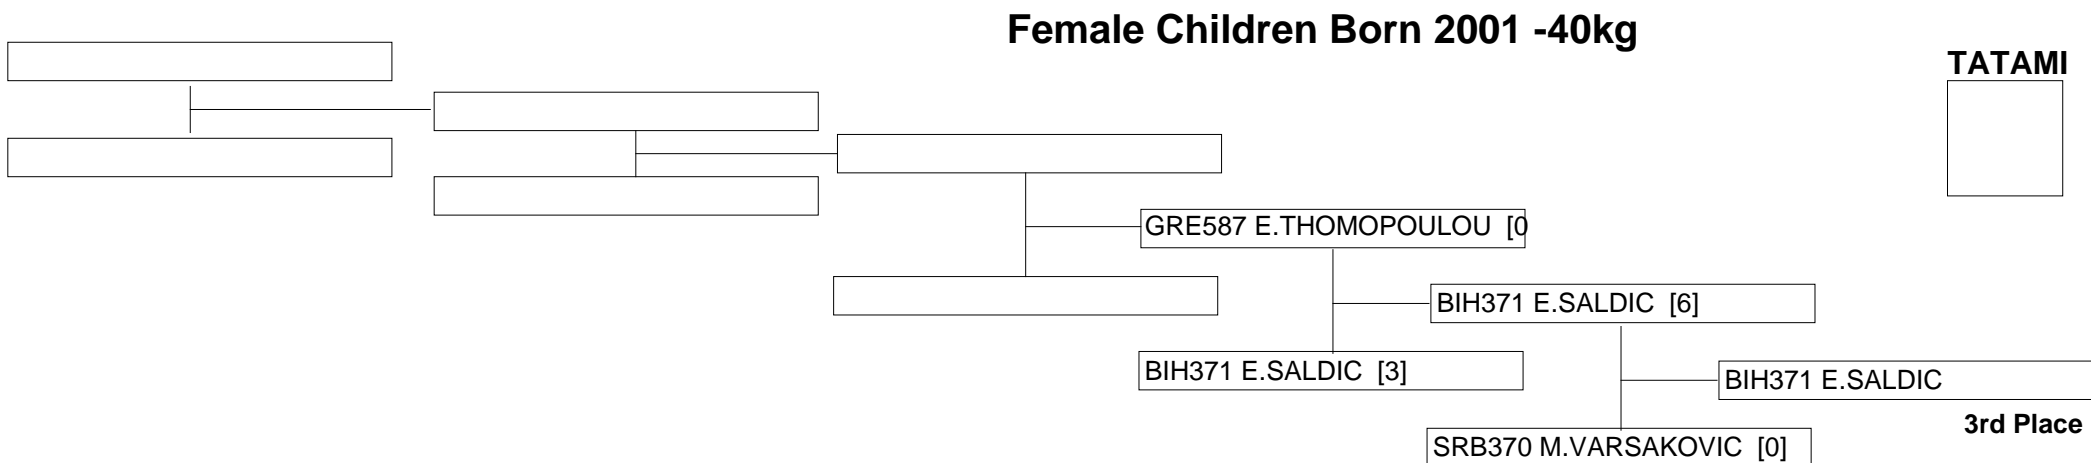 Female Children Born 2001 -40kg
TATAMI
GRE587 E.THOMOPOULOU [0
BIH371 E.SALDIC [6]
BIH371 E.SALDIC [3]
BIH371 E.SALDIC
3rd Place
SRB370 M.VARSAKOVIC [0]